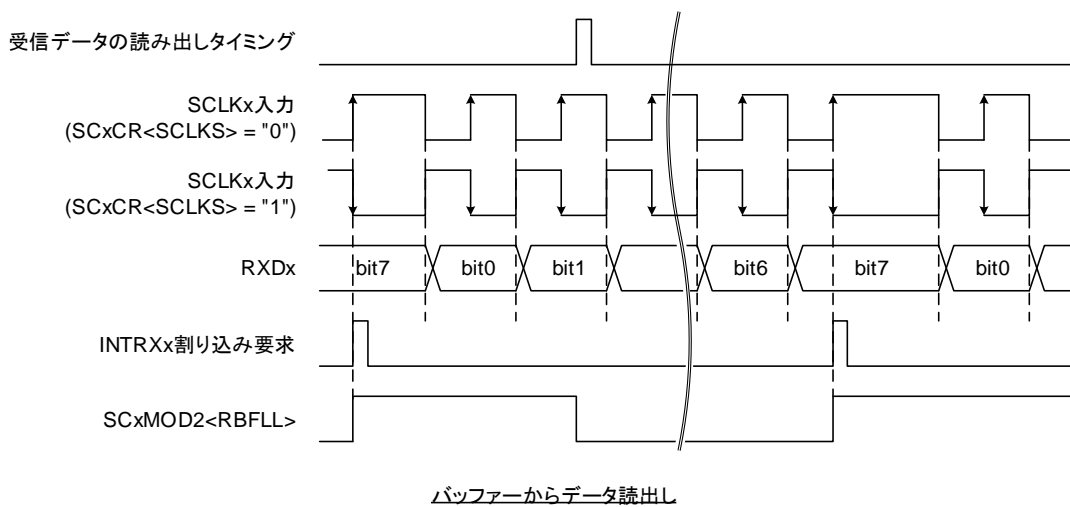 受信データの読み出しタイミング
SCLKx入力
(SCxCR<SCLKS> = "0")
SCLKx入力
(SCxCR<SCLKS> = "1")
RXDx
bit7 bit0 bit1 bit6 bit7 bit0
INTRXx割り込み要求
SCxMOD2<RBFLL>
バッファーからデータ読出し